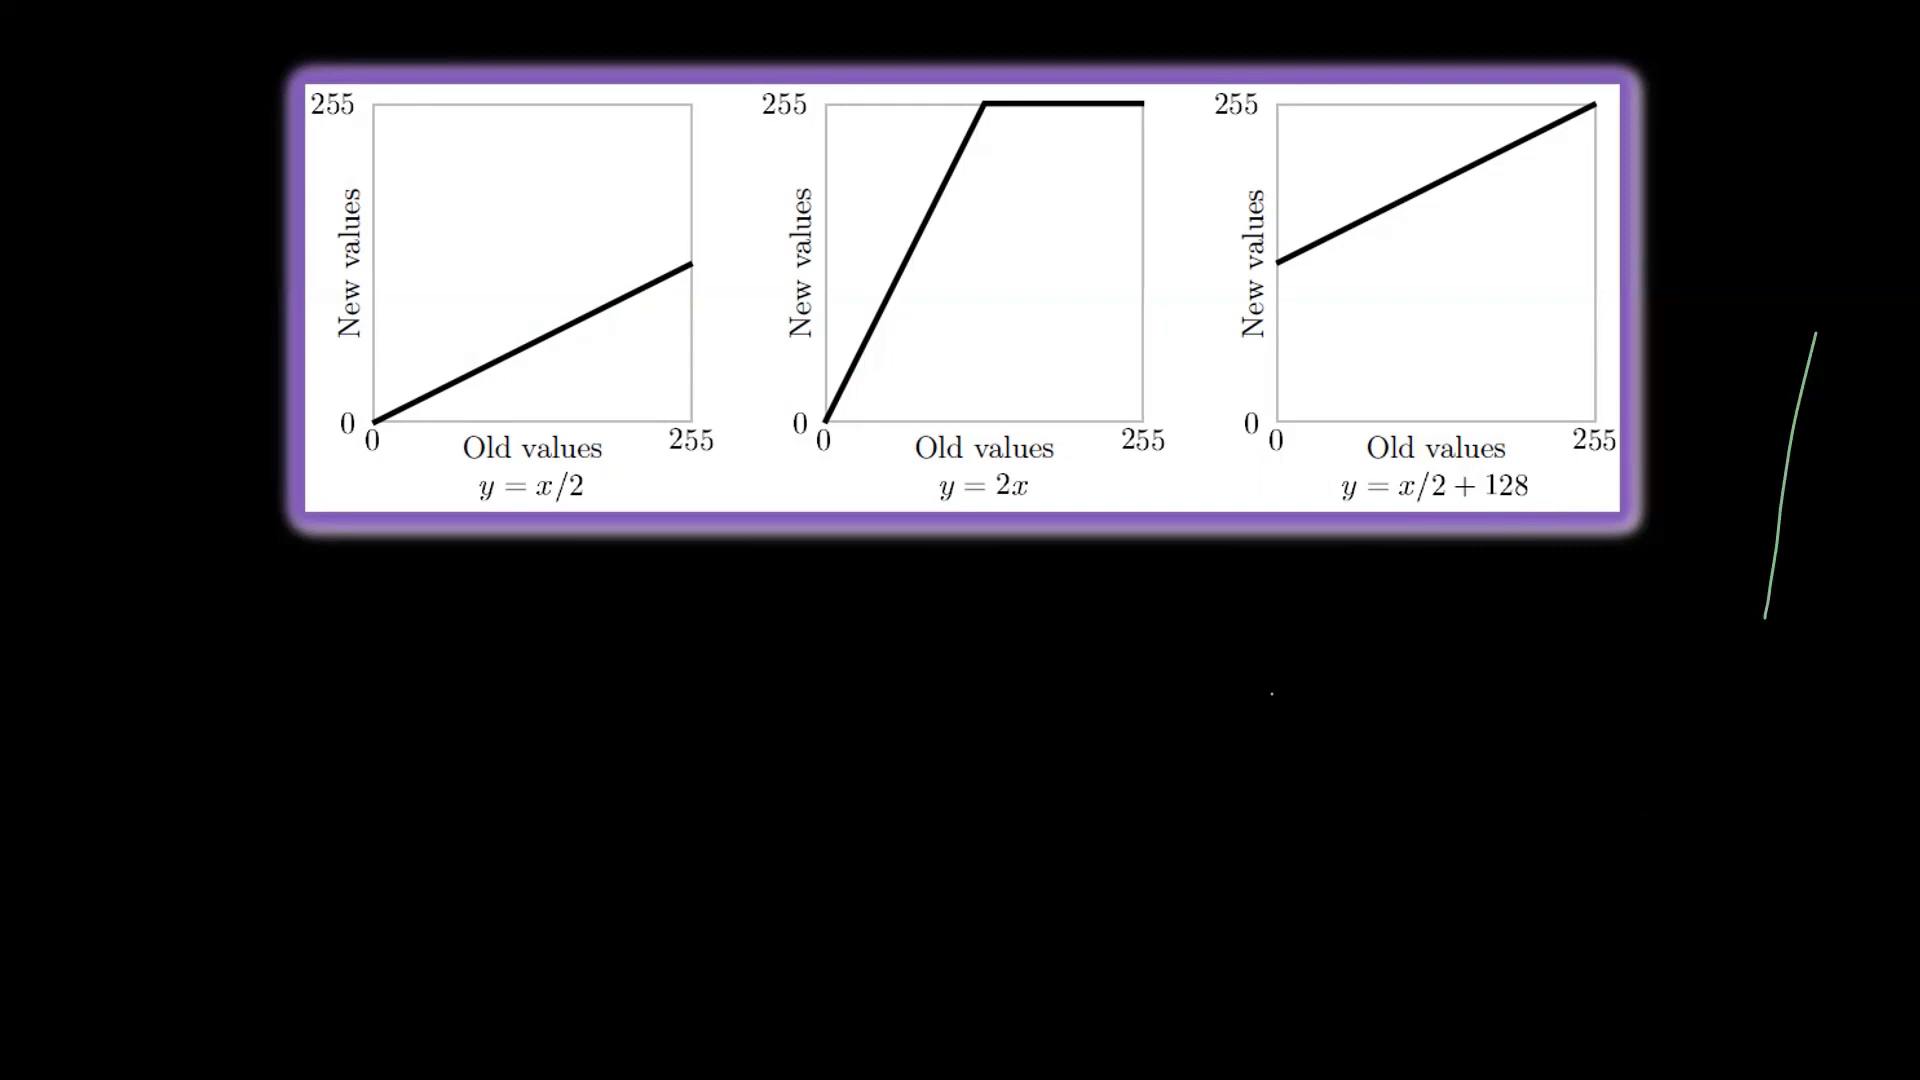 255
New values
0
0
Old values
255
y = x/2
255
New values
0
0
Old values
255
y = 2x
255
New values
0
0
Old values
255
y = x/2 + 128